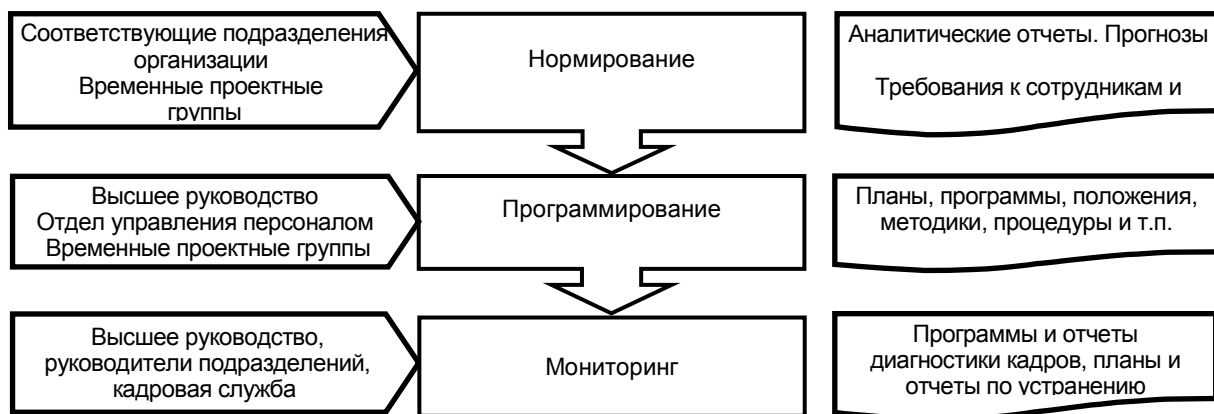 Соответствующие подразделения
организации
Временные проектные
группы
Нормирование
Аналитические отчеты. Прогнозы
Требования к сотрудникам и
Высшее руководство
Отдел управления персоналом
Временные проектные группы
Программирование
Планы, программы, положения,
методики, процедуры и т.п.
Высшее руководство,
руководители подразделений,
кадровая служба
Мониторинг
Программы и отчеты
диагностики кадров, планы и
отчеты по устранению